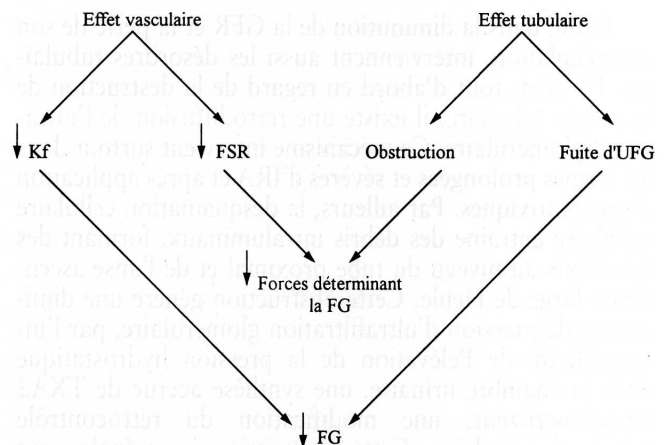 Effet vasculaire
Effet tubulaire
↓ Kf
↓ FSR
Obstruction
Fuite d'UFG
↓ Forces déterminant
la FG
↓ FG